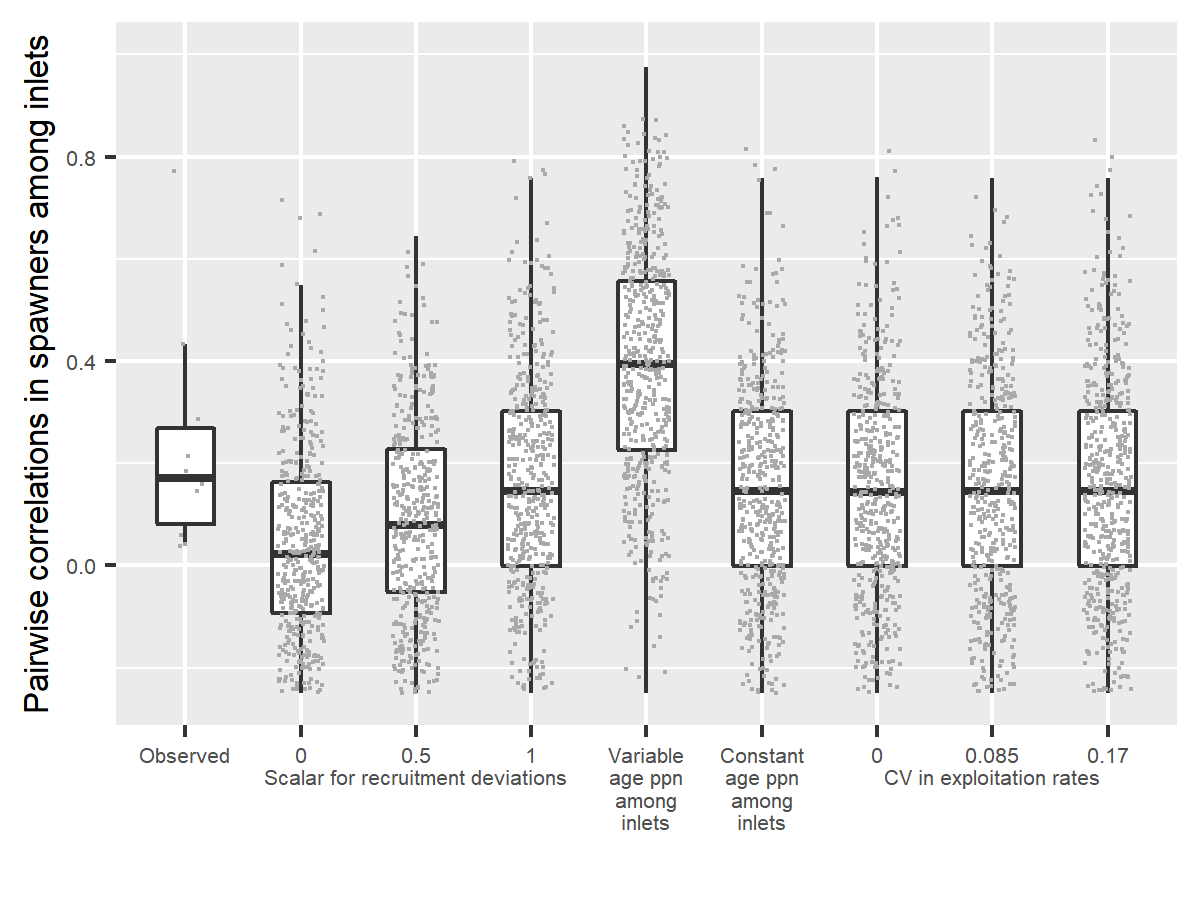 Pairwise correlations in spawners among inlets
0.8
0.4
0.0
Observed
0
0.5
1
Scalar for recruitment deviations
Variable
age ppn
among
inlets
Constant
age ppn
among
inlets
0
0.085
0.17
CV in exploitation rates